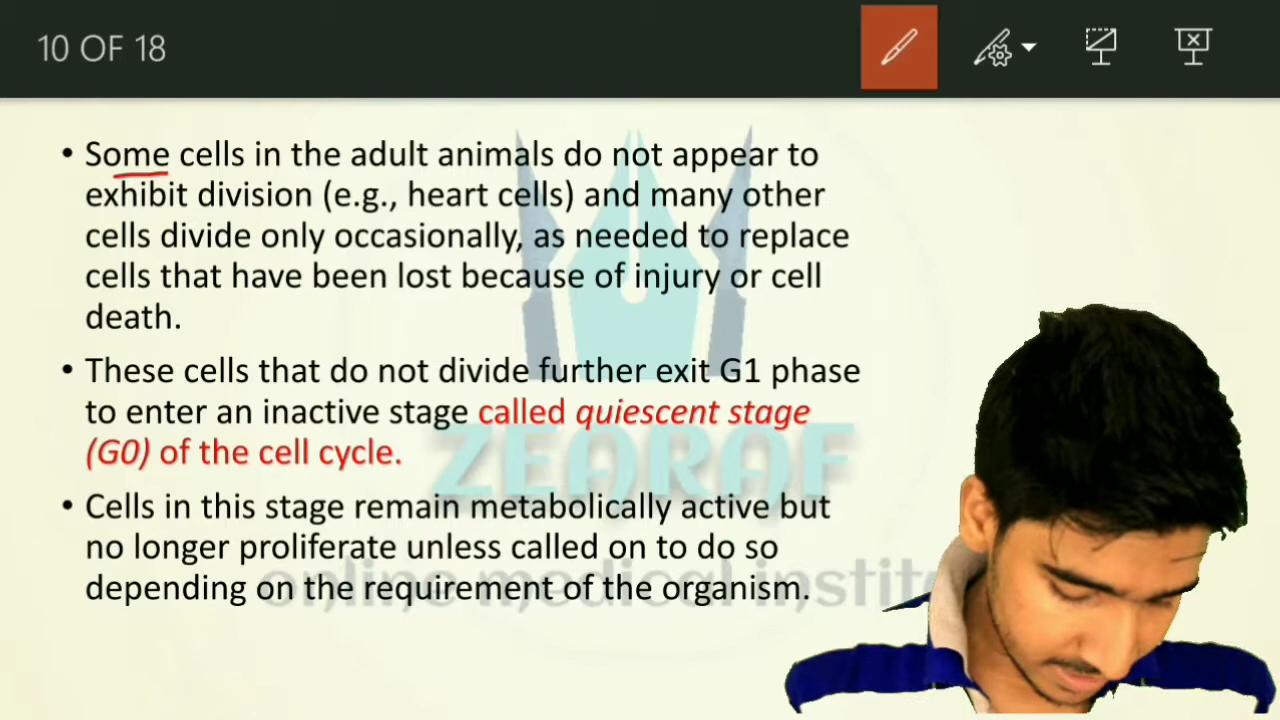 10 OF 18
• Some cells in the adult animals do not appear to
exhibit division (e.g., heart cells) and many other
cells divide only occasionally, as needed to replace
cells that have been lost because of injury or cell
death.
• These cells that do not divide further exit G1 phase
to enter an inactive stage called quiescent stage
(G0) of the cell cycle.
ZEARAF
• Cells in this stage remain metabolically active but
no longer proliferate unless called on to do so
online medical institu
depending on the requirement of the organism.